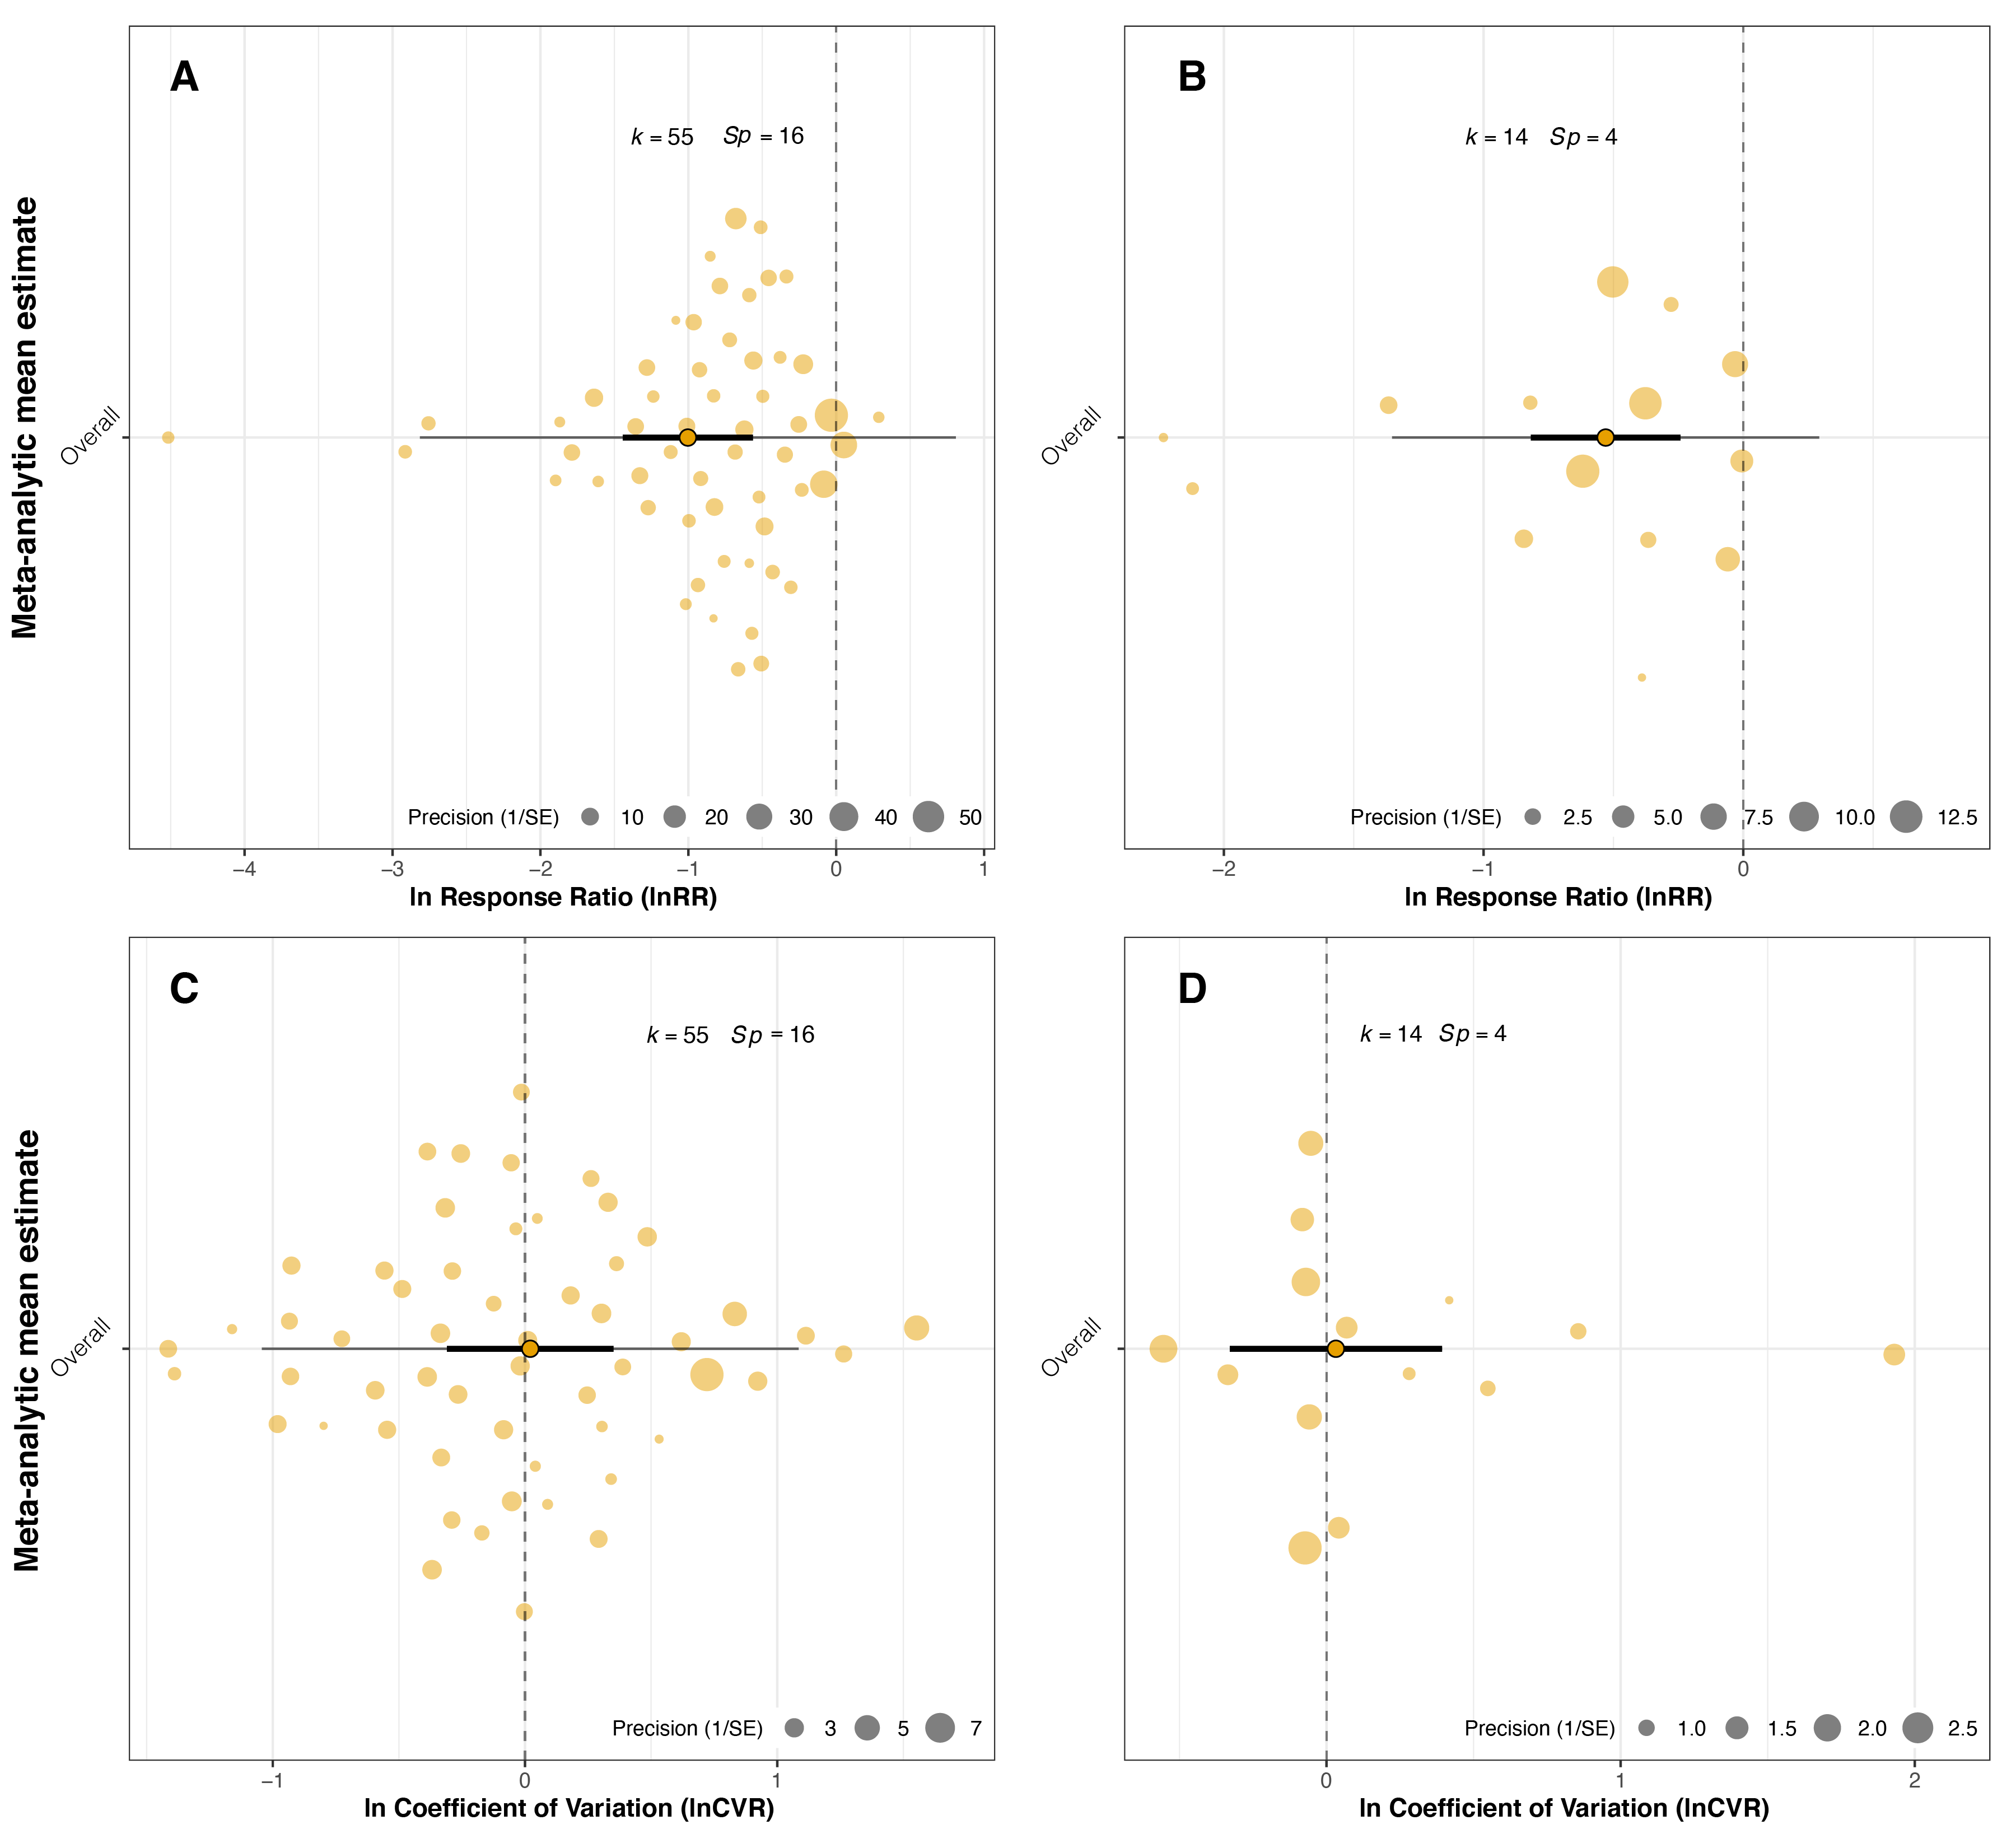 A
k = 55 Sp = 16
Meta-analytic mean estimate
Overall
Precision (1/SE) 10 20 30 40 50
−4 −3 −2 −1 0 1
ln Response Ratio (lnRR)
B
k = 14 Sp = 4
Overall
Precision (1/SE) 2.5 5.0 7.5 10.0 12.5
−2 −1 0
ln Response Ratio (lnRR)
C
k = 55 Sp = 16
Meta-analytic mean estimate
Overall
Precision (1/SE) 3 5 7
−1 0 1
ln Coefficient of Variation (lnCVR)
D
k = 14 Sp = 4
Overall
Precision (1/SE) 1.0 1.5 2.0 2.5
0 1 2
ln Coefficient of Variation (lnCVR)